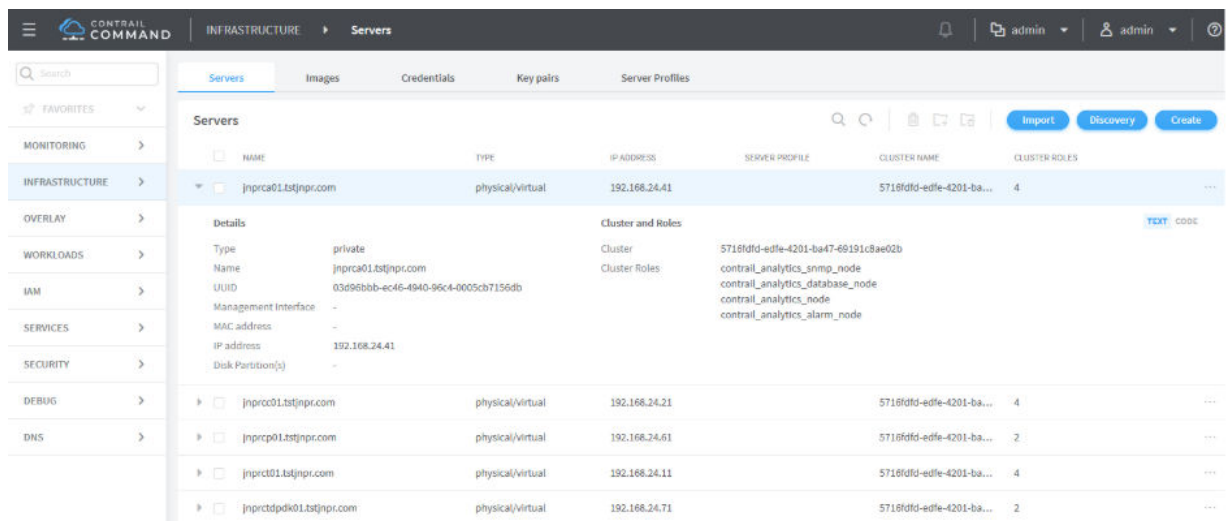 CONTRAIL COMMAND INFRASTRUCTURE Servers admin admin
Search
Servers Images Credentials Key pairs Server Profiles
FAVORITES
Servers Import Discovery Create
MONITORING
NAME TYPE IP ADDRESS SERVER PROFILE CLUSTER NAME CLUSTER ROLES
INFRASTRUCTURE
jnprca01.tstjnpr.com physical/virtual 192.168.24.41 5716fdfd-edfe-4201-ba... 4 ...
OVERLAY
Details Cluster and Roles TEXT CODE
WORKLOADS
Type private Cluster 5716fdfd-edfe-4201-ba47-69191c8ae02b
Name jnprca01.tstjnpr.com Cluster Roles contrail_analytics_snmp_node
UUID 03d96bbb-ec46-4940-96c4-0005cb7156db contrail_analytics_database_node
IAM
Management Interface - contrail_analytics_node
MAC address - contrail_analytics_alarm_node
SERVICES
IP address 192.168.24.41
Disk Partition(s) -
SECURITY
DEBUG
jnprcc01.tstjnpr.com physical/virtual 192.168.24.21 5716fdfd-edfe-4201-ba... 4 ...
DNS
jnprcp01.tstjnpr.com physical/virtual 192.168.24.61 5716fdfd-edfe-4201-ba... 2 ...
jnprct01.tstjnpr.com physical/virtual 192.168.24.11 5716fdfd-edfe-4201-ba... 4 ...
jnprctdpdk01.tstjnpr.com physical/virtual 192.168.24.71 5716fdfd-edfe-4201-ba... 2 ...